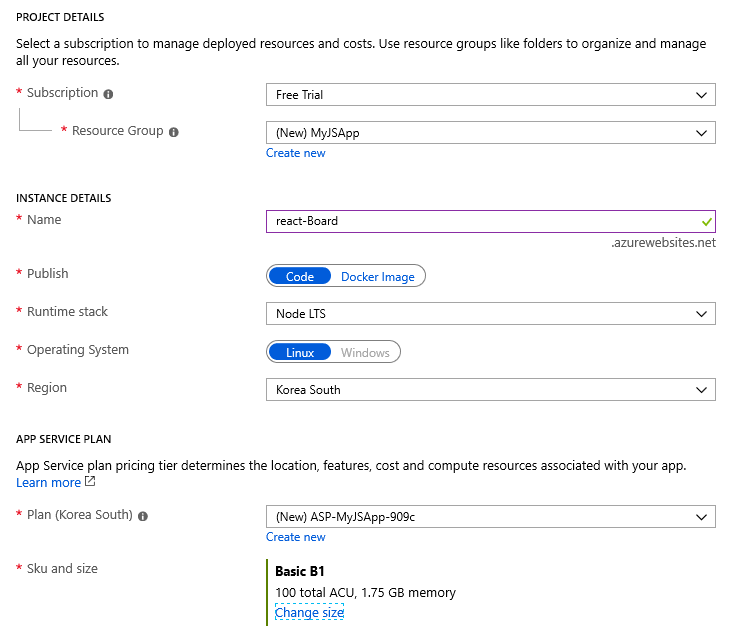 PROJECT DETAILS
Select a subscription to manage deployed resources and costs. Use resource groups like folders to organize and manage
all your resources.
* Subscription
Free Trial
* Resource Group
(New) MyJSApp
Create new
INSTANCE DETAILS
* Name
react-Board
.azurewebsites.net
* Publish
Code Docker Image
* Runtime stack
Node LTS
* Operating System
Linux Windows
* Region
Korea South
APP SERVICE PLAN
App Service plan pricing tier determines the location, features, cost and compute resources associated with your app.
Learn more
* Plan (Korea South)
(New) ASP-MyJSApp-909c
Create new
* Sku and size
Basic B1
100 total ACU, 1.75 GB memory
Change size